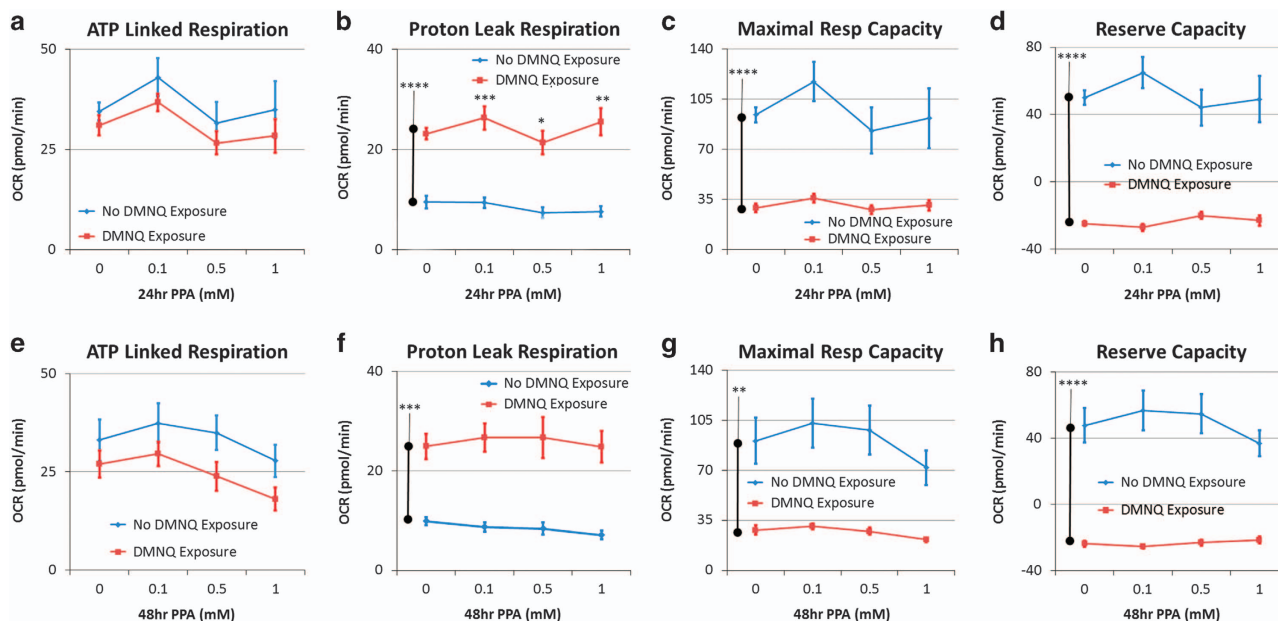 a
ATP Linked Respiration
50
25
0
OCR (pmol/min)
No DMNQ Exposure
DMNQ Exposure
0 0.1 0.5 1
24hr PPA (mM)
b
Proton Leak Respiration
40
20
0
OCR (pmol/min)
No DMNQ Exposure
DMNQ Exposure
****
***
*
**
0 0.1 0.5 1
24hr PPA (mM)
c
Maximal Resp Capacity
140
105
70
35
0
OCR (pmol/min)
****
No DMNQ Exposure
DMNQ Exposure
0 0.1 0.5 1
24hr PPA (mM)
d
Reserve Capacity
80
40
0
-40
OCR (pmol/min)
****
No DMNQ Exposure
DMNQ Exposure
0 0.1 0.5 1
24hr PPA (mM)
e
ATP Linked Respiration
50
25
0
OCR (pmol/min)
No DMNQ Exposure
DMNQ Exposure
0 0.1 0.5 1
48hr PPA (mM)
f
Proton Leak Respiration
40
20
0
OCR (pmol/min)
No DMNQ Exposure
DMNQ Exposure
***
0 0.1 0.5 1
48hr PPA (mM)
g
Maximal Resp Capacity
140
105
70
35
0
OCR (pmol/min)
**
No DMNQ Exposure
DMNQ Exposure
0 0.1 0.5 1
48hr PPA (mM)
h
Reserve Capacity
80
40
0
-40
OCR (pmol/min)
****
No DMNQ Exposure
DMNQ Exposure
0 0.1 0.5 1
48hr PPA (mM)